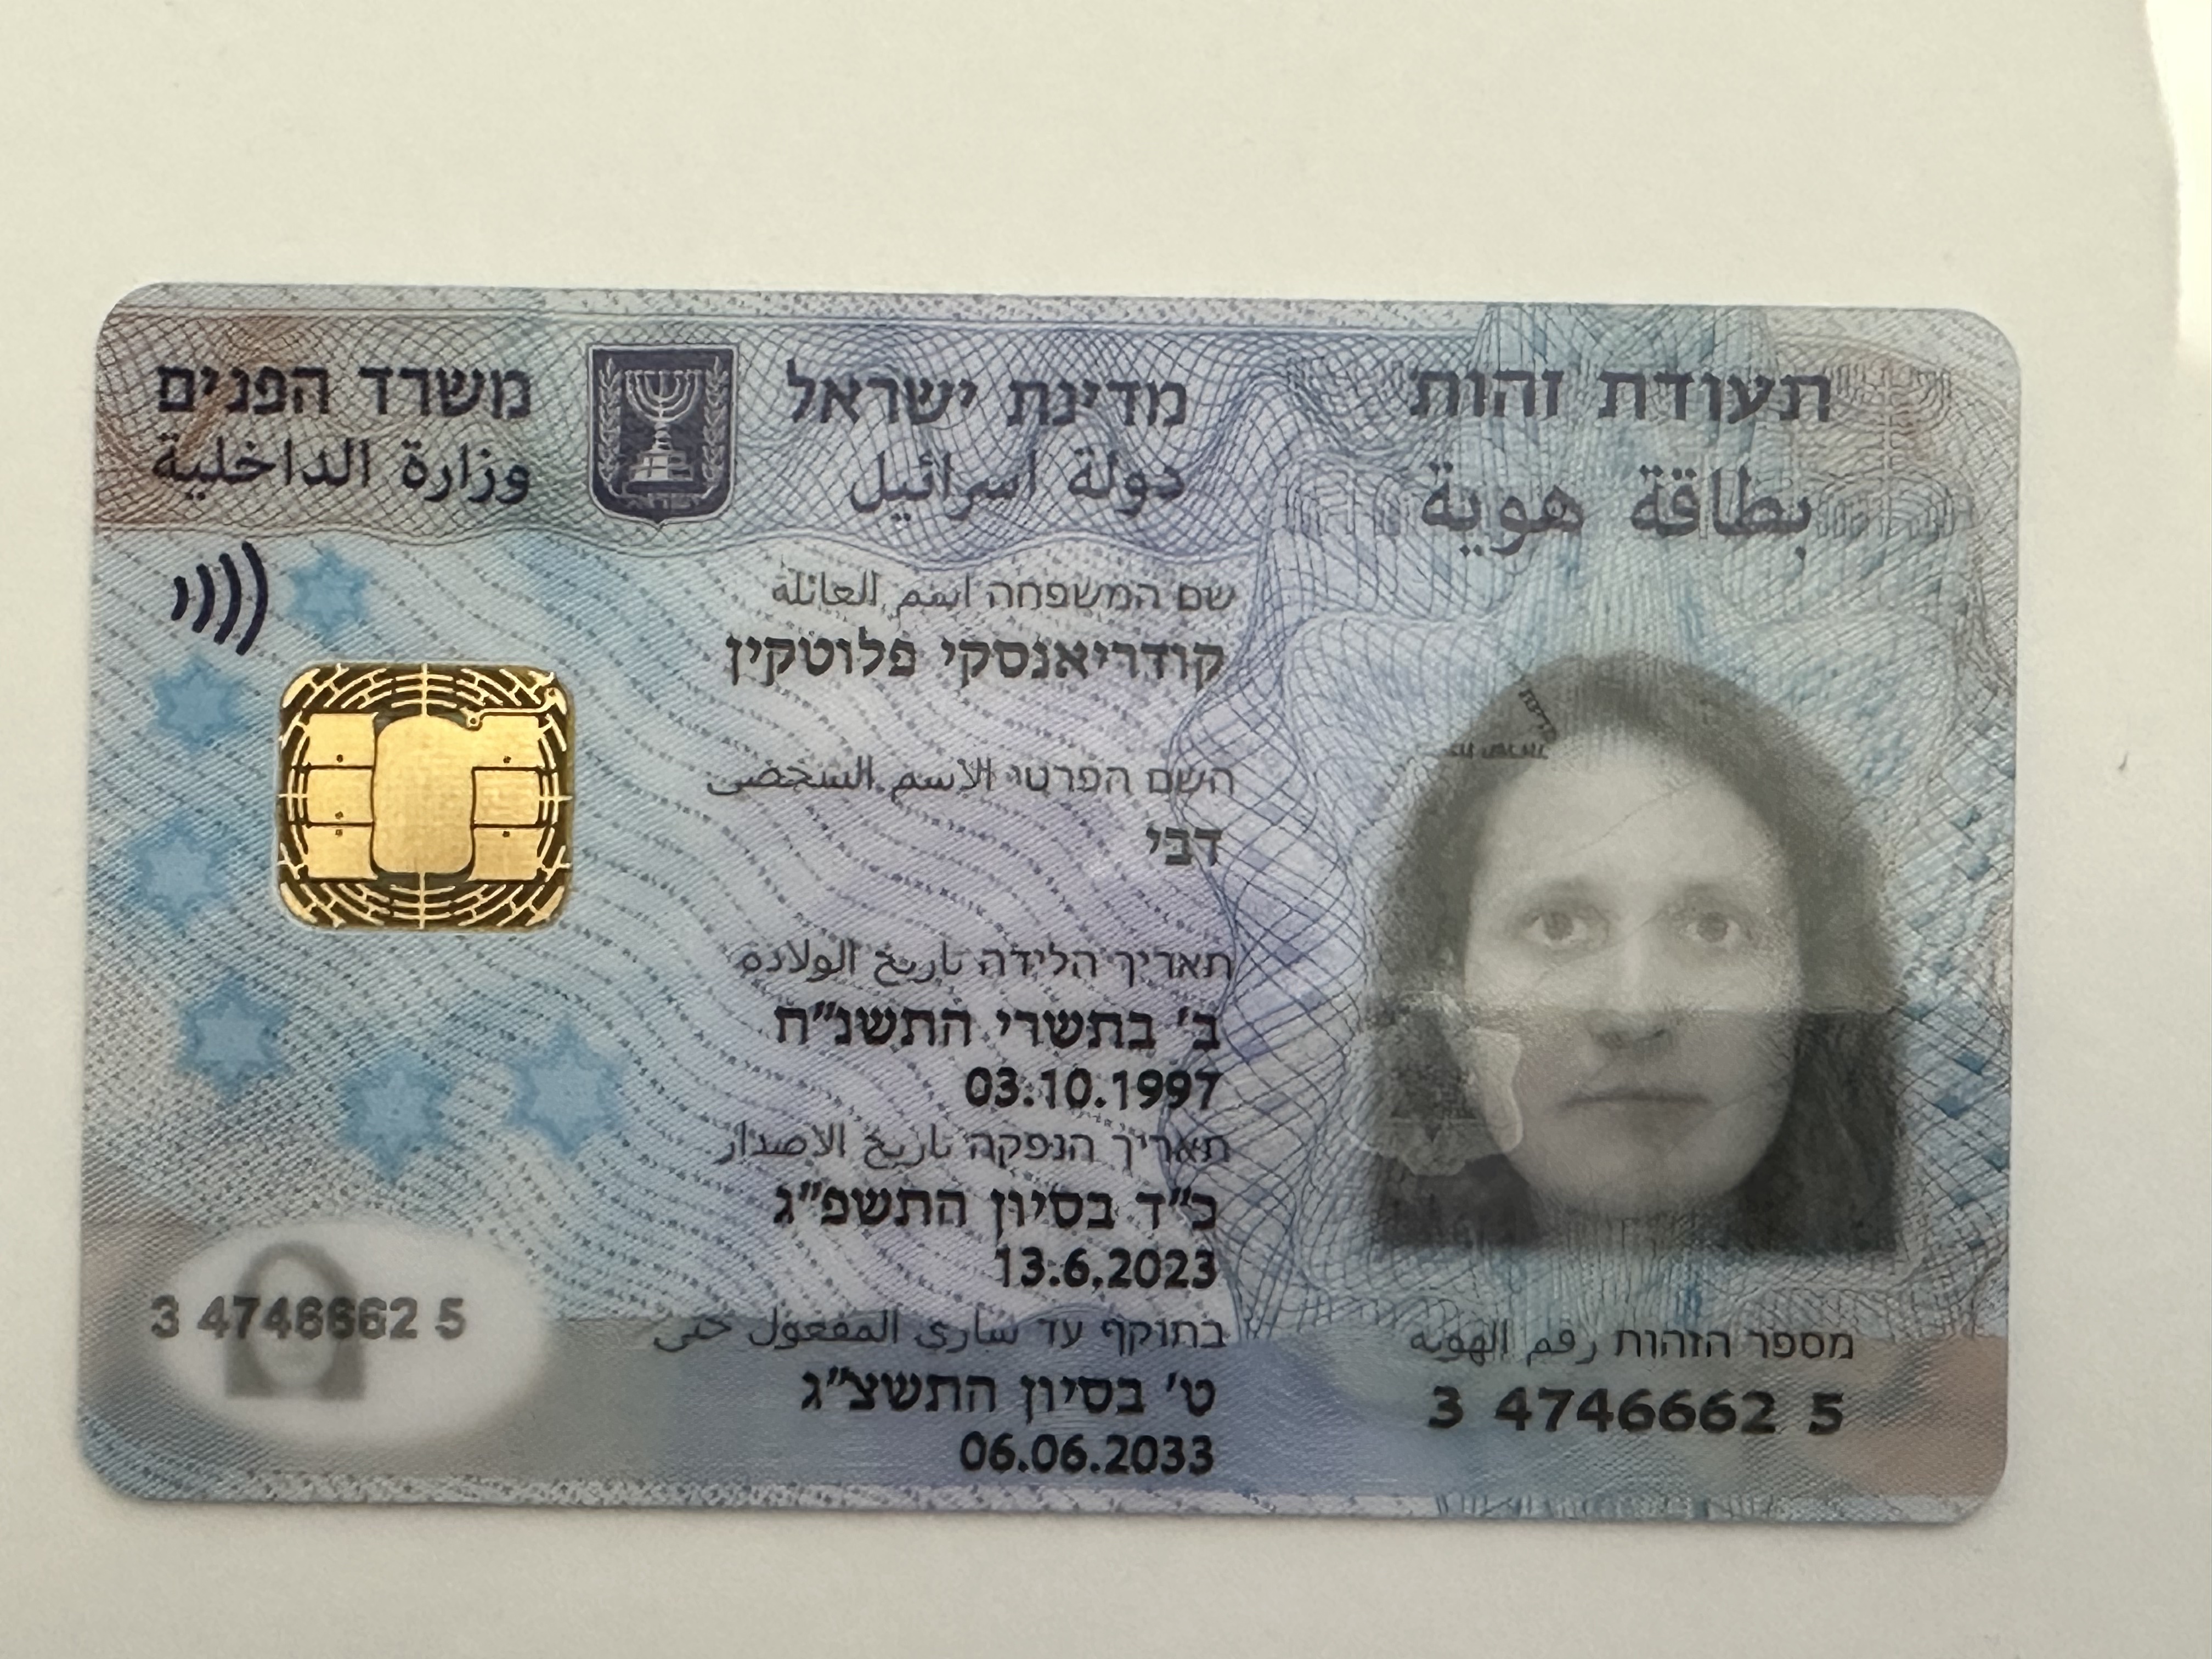 תעודת זהות
بطاقة هوية
מדינת ישראל
دولة اسرائيل
משרד הפנים
وزارة الداخلية
שם המשפחה اسم العائلة
קודריאנסקי פלוטקין
השם הפרטי الاسم الشخصي
דבי
תאריך הלידה تاريخ الولادة
ב' בתשרי התשנ"ח
03.10.1997
תאריך הנפקה تاريخ الاصدار
כ"ד בסיון התשפ"ג
13.6.2023
בתוקף עד ساري المفعول حتى
ט' בסיון התשצ"ג
06.06.2033
מספר הזהות رقم الهوية
3 4746662 5
3 4746662 5